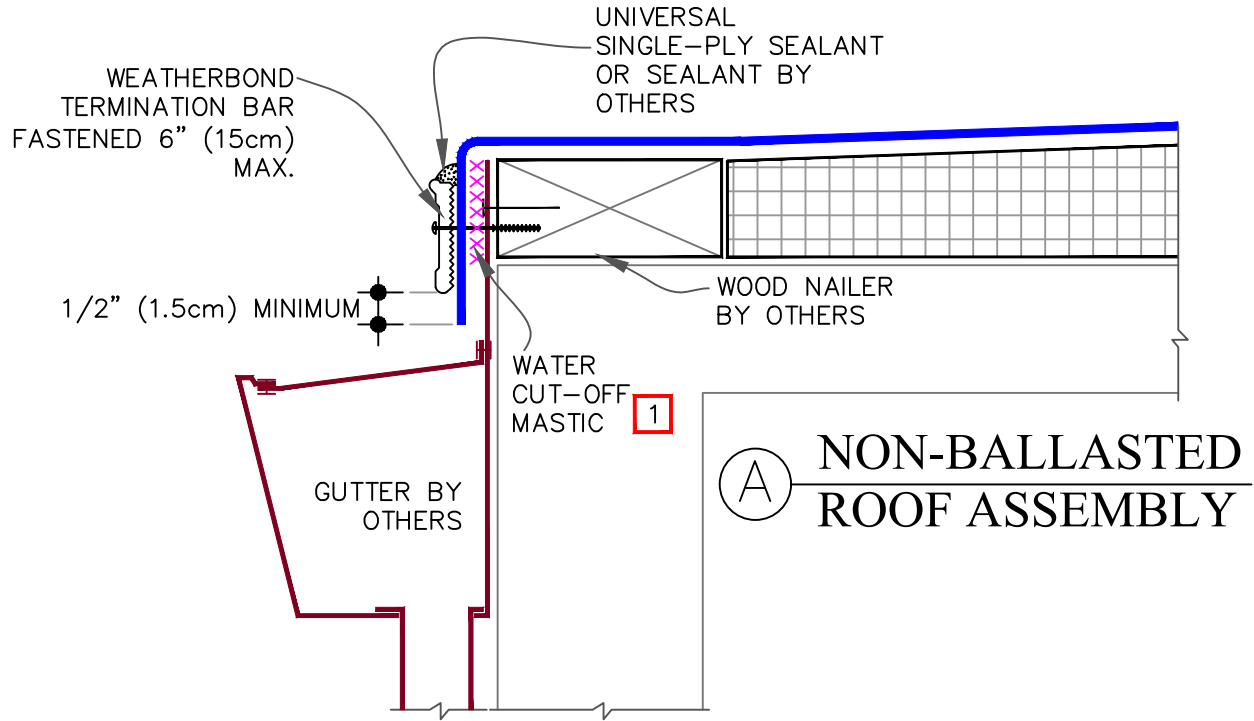 UNIVERSAL
SINGLE-PLY SEALANT
OR SEALANT BY
OTHERS
WEATHERBOND
TERMINATION BAR
FASTENED 6" (15cm)
MAX.
1/2" (1.5cm) MINIMUM
WOOD NAILER
BY OTHERS
WATER
CUT-OFF
MASTIC 1
GUTTER BY
OTHERS
A NON-BALLASTED
ROOF ASSEMBLY